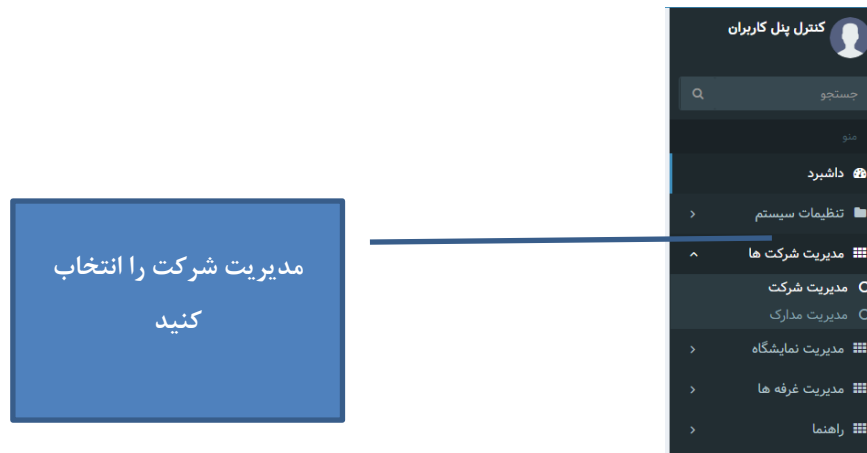 کنترل پنل کاربران
جستجو
منو
داشبرد
تنظیمات سیستم
مدیریت شرکت ها
مدیریت شرکت
مدیریت مدارک
مدیریت نمایشگاه
مدیریت غرفه ها
راهنما
مدیریت شرکت را انتخاب
کنید